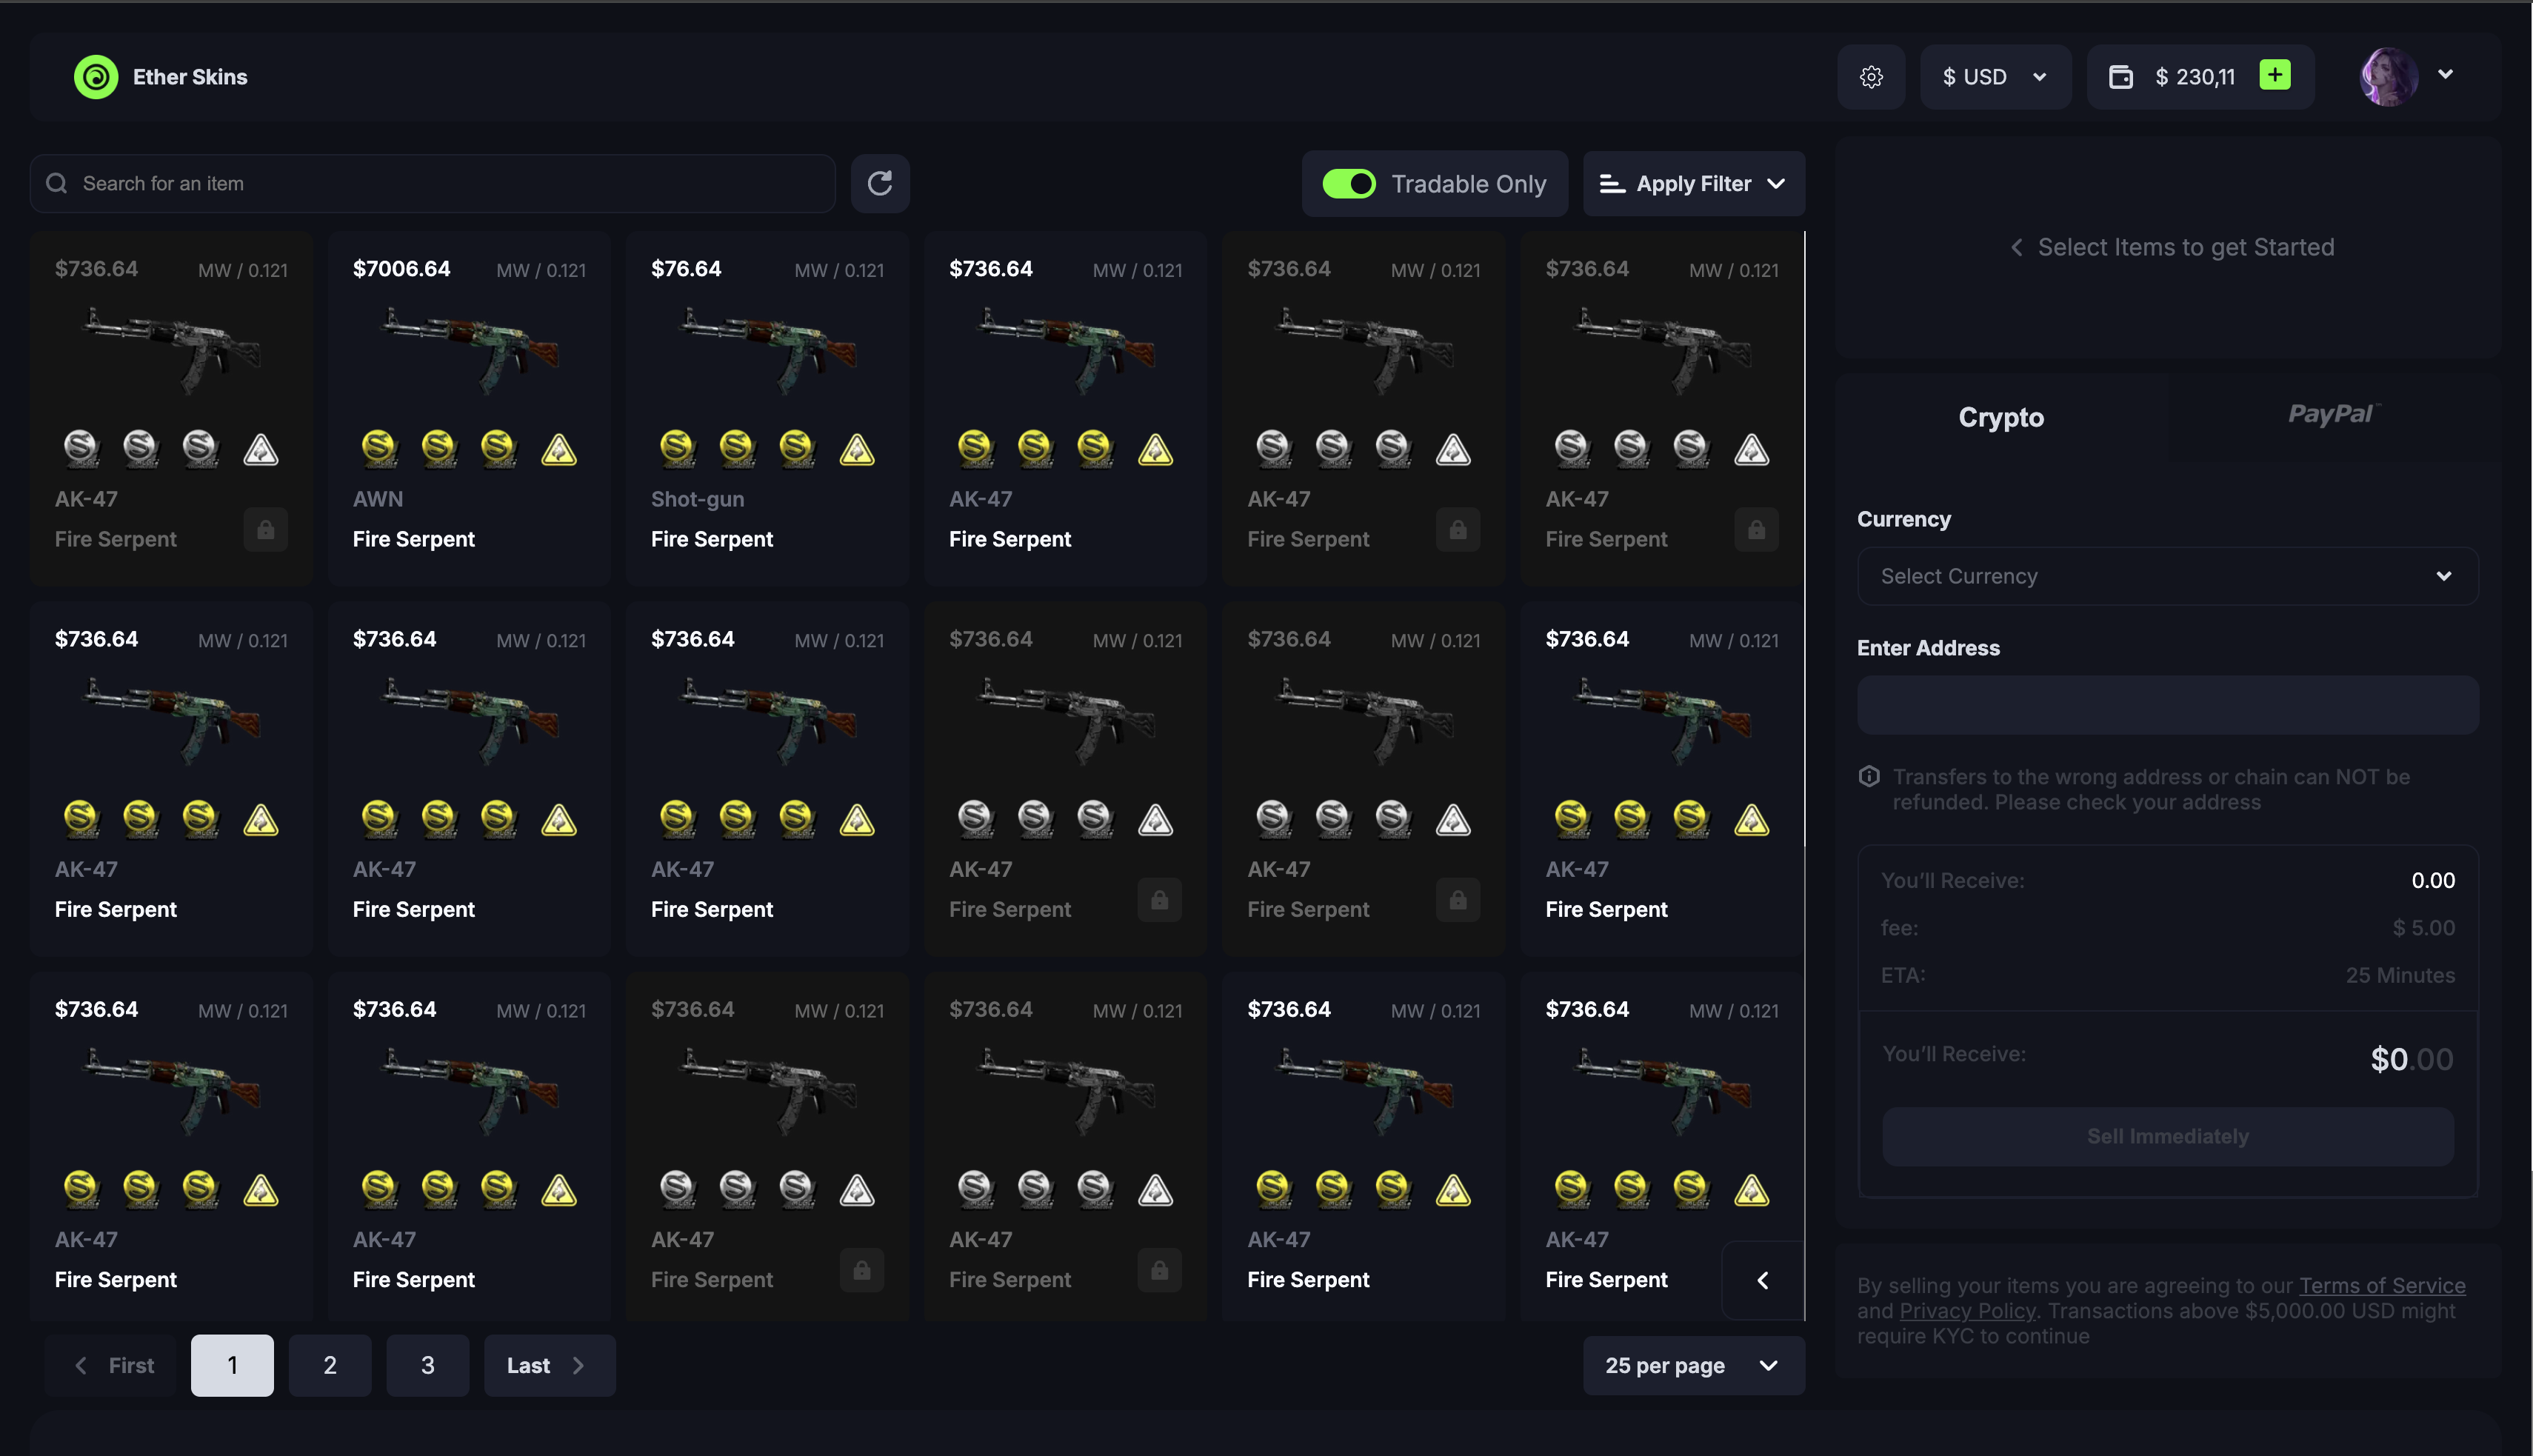 Ether Skins
$ USD
$ 230,11
Search for an item
Tradable Only
Apply Filter
$736.64 MW / 0.121
AK-47
Fire Serpent
$7006.64 MW / 0.121
AWN
Fire Serpent
$76.64 MW / 0.121
Shot-gun
Fire Serpent
$736.64 MW / 0.121
AK-47
Fire Serpent
$736.64 MW / 0.121
AK-47
Fire Serpent
$736.64 MW / 0.121
AK-47
Fire Serpent
$736.64 MW / 0.121
AK-47
Fire Serpent
$736.64 MW / 0.121
AK-47
Fire Serpent
$736.64 MW / 0.121
AK-47
Fire Serpent
$736.64 MW / 0.121
AK-47
Fire Serpent
$736.64 MW / 0.121
AK-47
Fire Serpent
$736.64 MW / 0.121
AK-47
Fire Serpent
$736.64 MW / 0.121
AK-47
Fire Serpent
$736.64 MW / 0.121
AK-47
Fire Serpent
$736.64 MW / 0.121
AK-47
Fire Serpent
$736.64 MW / 0.121
AK-47
Fire Serpent
$736.64 MW / 0.121
AK-47
Fire Serpent
$736.64 MW / 0.121
AK-47
Fire Serpent
First 1 2 3 Last
25 per page
Select Items to get Started
Crypto
PayPal™
Currency
Select Currency
Enter Address
Transfers to the wrong address or chain can NOT be
refunded. Please check your address
You'll Receive: 0.00
fee: $ 5.00
ETA: 25 Minutes
You'll Receive: $0.00
Sell Immediately
By selling your items you are agreeing to our Terms of Service
and Privacy Policy. Transactions above $5,000.00 USD might
require KYC to continue